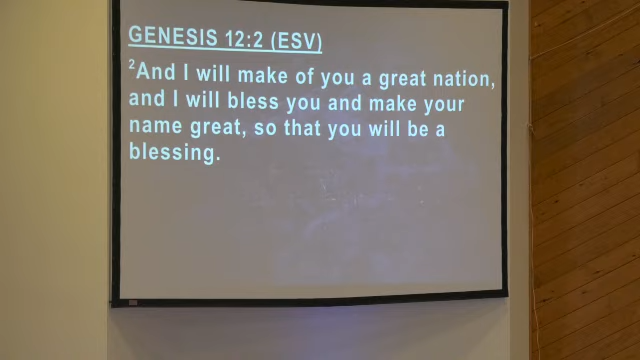 GENESIS 12:2 (ESV)
²And I will make of you a great nation,
and I will bless you and make your
name great, so that you will be a
blessing.